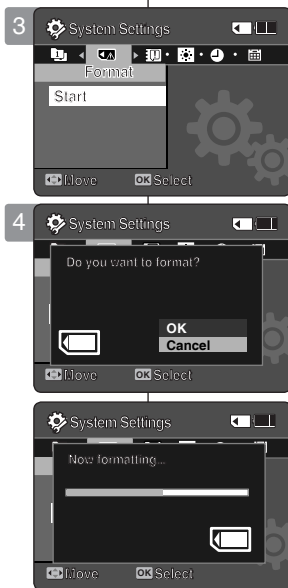 3
System Settings
Format
Start
Move OK Select
4
System Settings
Do you want to format?
OK
Cancel
Move OK Select
System Settings
Now formatting...
Move OK Select